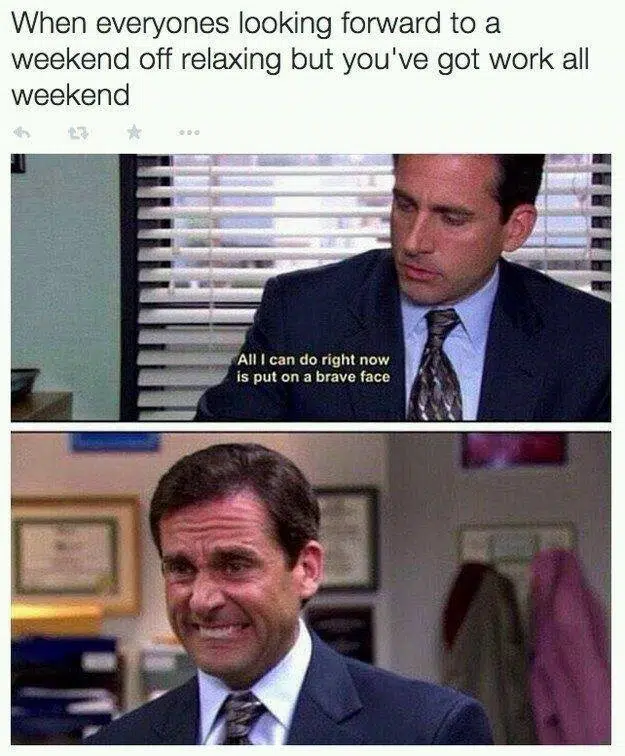 When everyones looking forward to a
weekend off relaxing but you've got work all
weekend
All I can do right now
is put on a brave face